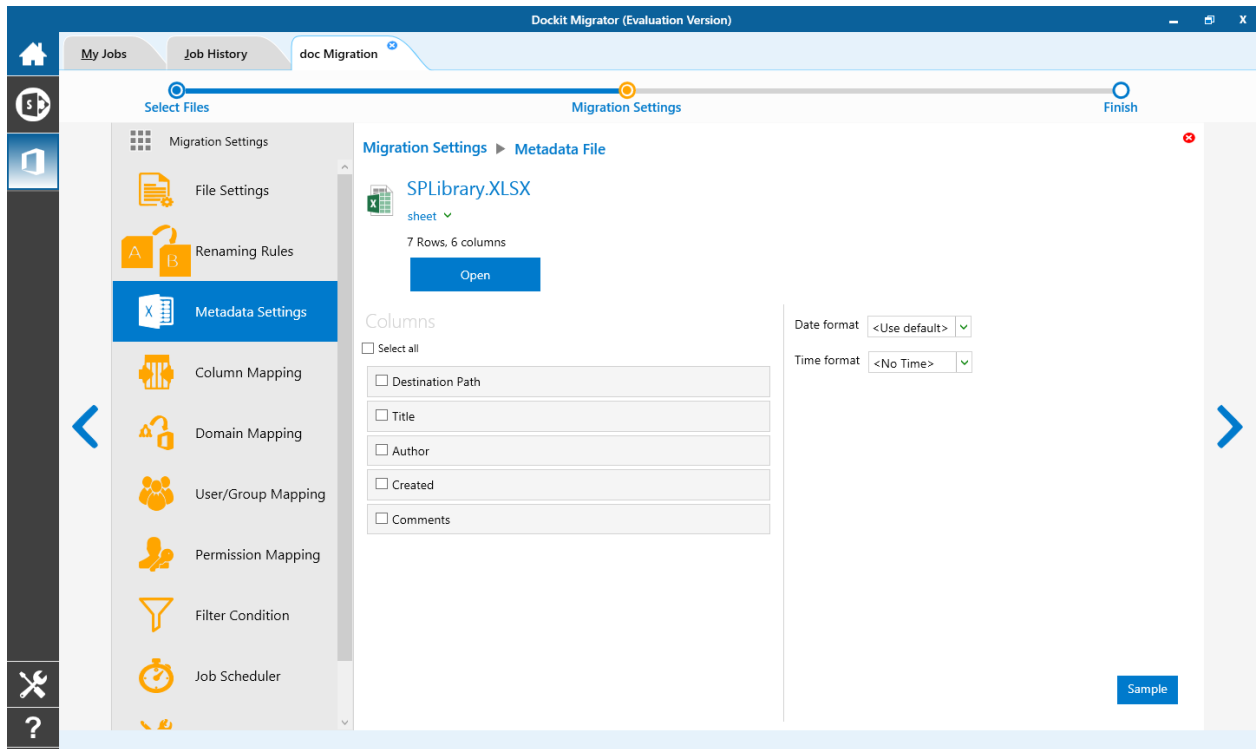 Dockit Migrator (Evaluation Version)
X
My Jobs
Job History
doc Migration
Select Files
Migration Settings
Finish
S
Migration Settings
File Settings
A
B
Renaming Rules
X
Metadata Settings
Column Mapping
Domain Mapping
User/Group Mapping
Permission Mapping
Filter Condition
Job Scheduler
?
Migration Settings ▶ Metadata File
X
SPLibrary.XLSX
sheet
7 Rows, 6 columns
Open
Columns
Select all
Destination Path
Title
Author
Created
Comments
Date format
<Use default>
Time format
<No Time>
Sample